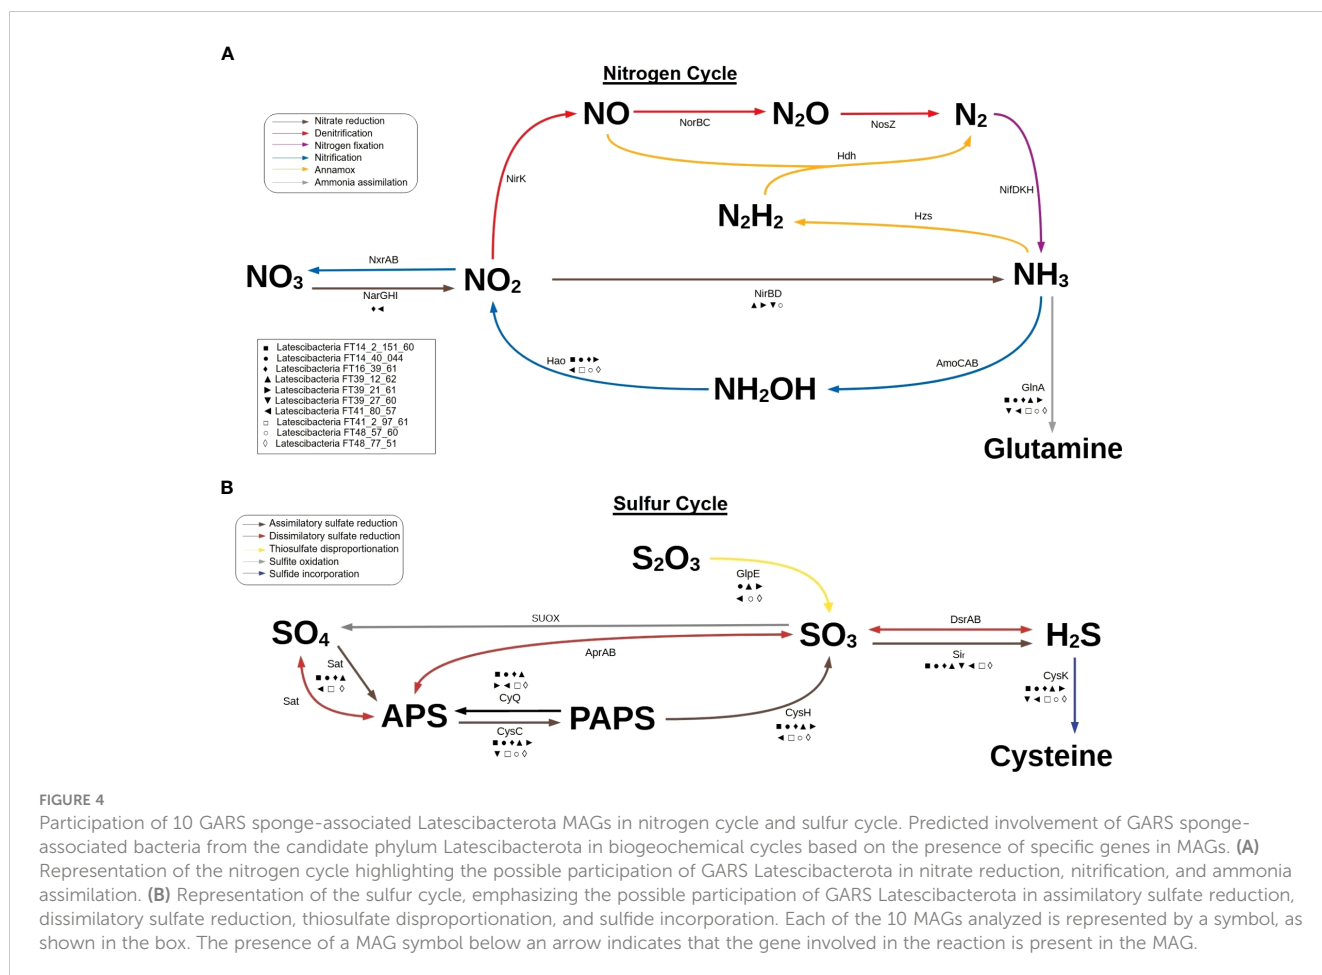 A
Nitrogen Cycle
Nitrate reduction
Denitrification
Nitrogen fixation
Nitrification
Annamox
Ammonia assimilation
NO
NorBC
N₂O
NosZ
N₂
NirK
Hdh
NifDKH
N₂H₂
Hzs
NO₃
NxrAB
NarGHI
♦◄
NO₂
NirBD
▲►▼○
NH₃
■ Latescibacteria FT14_2_151_60
● Latescibacteria FT14_40_044
♦ Latescibacteria FT16_39_61
▲ Latescibacteria FT39_12_62
► Latescibacteria FT39_21_61
▼ Latescibacteria FT39_27_60
◄ Latescibacteria FT41_80_57
□ Latescibacteria FT41_2_97_61
○ Latescibacteria FT48_57_60
◊ Latescibacteria FT48_77_51
Hao ■●♦►
◄□○◊
NH₂OH
AmoCAB
GlnA
■●♦▲►
▼◄□○◊
Glutamine
B
Sulfur Cycle
Assimilatory sulfate reduction
Dissimilatory sulfate reduction
Thiosulfate disproportionation
Sulfite oxidation
Sulfide incorporation
S₂O₃
GlpE
●▲►
◄○◊
SO₄
SUOX
SO₃
DsrAB
H₂S
Sir
■●♦▲▼◄□◊
AprAB
Sat
■●♦▲
◄□◊
Sat
APS
■●♦▲
►◄□◊
CyQ
CysC
■●♦▲►
▼□○◊
PAPS
CysH
■●♦▲►
◄□○◊
CysK
■●♦▲►
▼◄□○◊
Cysteine
FIGURE 4
Participation of 10 GARS sponge-associated Latescibacterota MAGs in nitrogen cycle and sulfur cycle. Predicted involvement of GARS sponge-
associated bacteria from the candidate phylum Latescibacterota in biogeochemical cycles based on the presence of specific genes in MAGs. (A)
Representation of the nitrogen cycle highlighting the possible participation of GARS Latescibacterota in nitrate reduction, nitrification, and ammonia
assimilation. (B) Representation of the sulfur cycle, emphasizing the possible participation of GARS Latescibacterota in assimilatory sulfate reduction,
dissimilatory sulfate reduction, thiosulfate disproportionation, and sulfide incorporation. Each of the 10 MAGs analyzed is represented by a symbol, as
shown in the box. The presence of a MAG symbol below an arrow indicates that the gene involved in the reaction is present in the MAG.